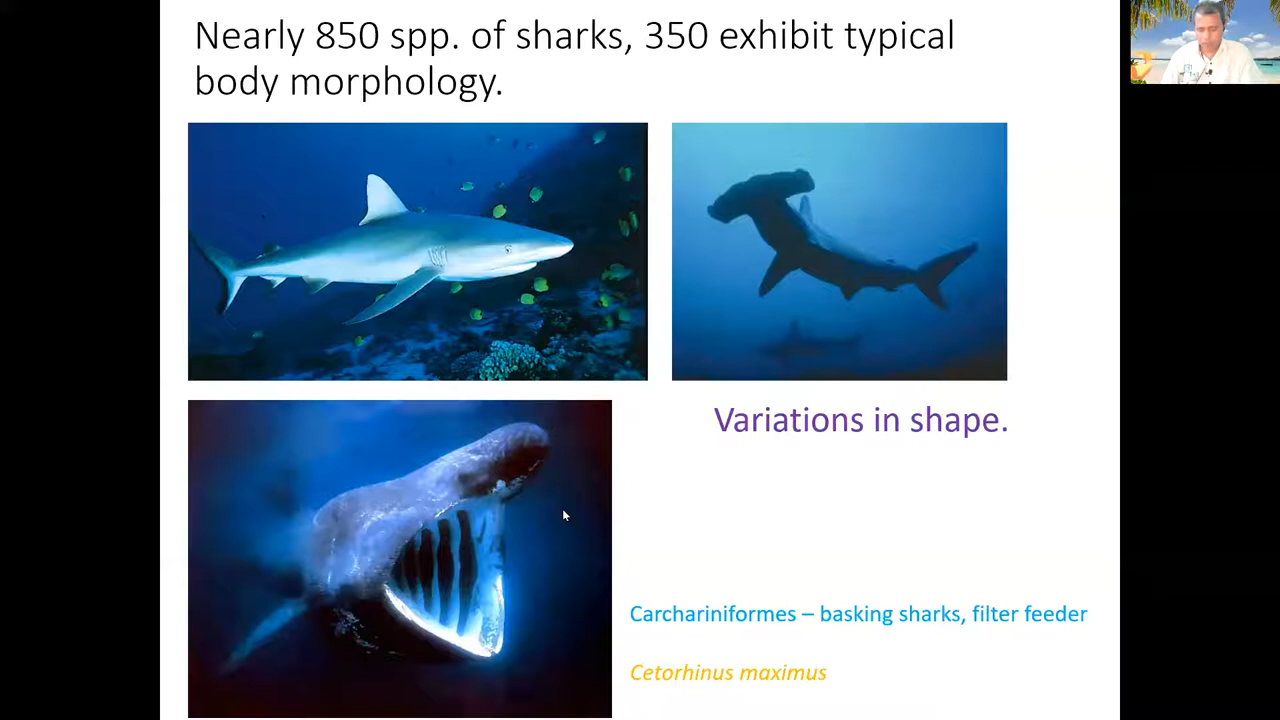 Nearly 850 spp. of sharks, 350 exhibit typical
body morphology.
Variations in shape.
Carchariniformes – basking sharks, filter feeder
Cetorhinus maximus